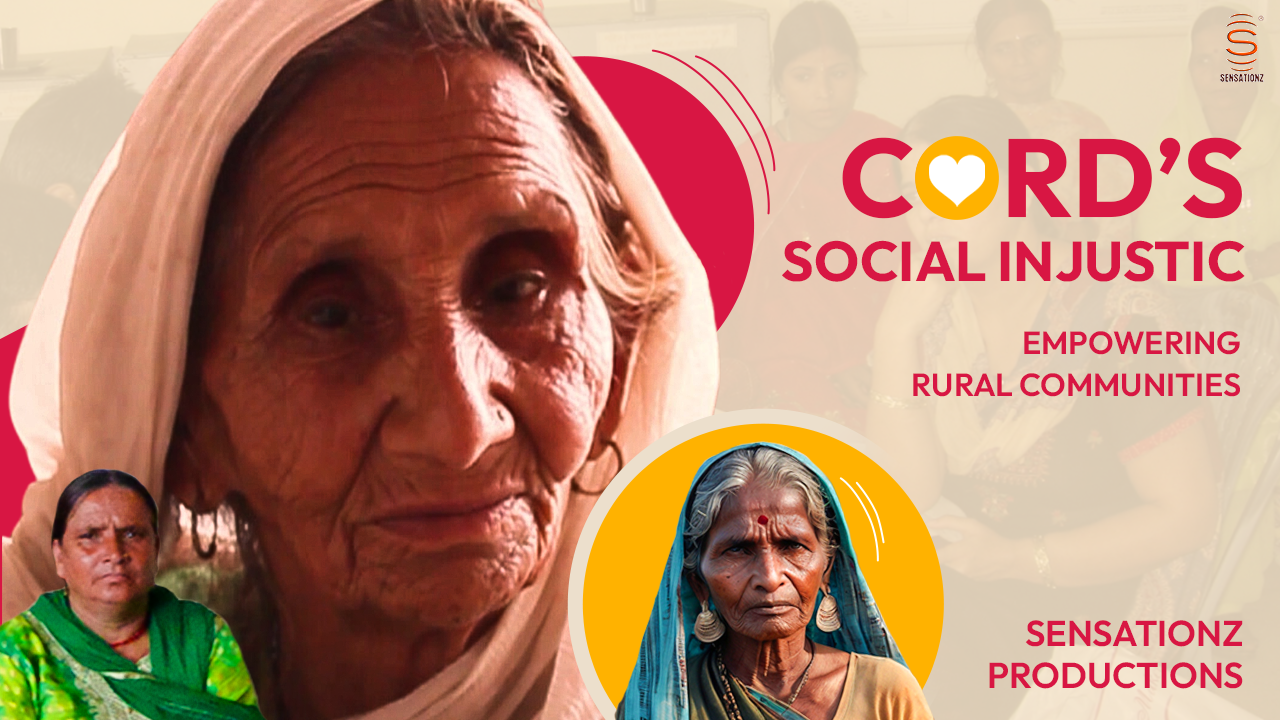 SENSATIONZ
CORD'S
SOCIAL INJUSTIC
EMPOWERING
RURAL COMMUNITIES
SENSATIONZ
PRODUCTIONS